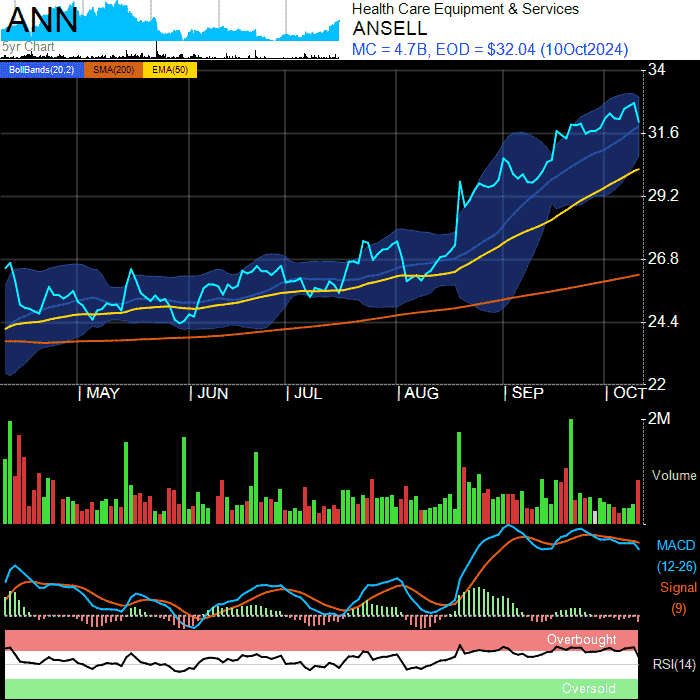 ANN
5yr Chart
Health Care Equipment & Services
ANSELL
MC = 4.7B, EOD = $32.04 (10Oct2024)
BollBands(20,2) SMA(200) EMA(50)
34
31.6
29.2
26.8
24.4
22
| MAY | JUN | JUL | AUG | SEP | OCT
2M
Volume
MACD
(12-26)
Signal
(9)
Overbought
RSI(14)
Oversold